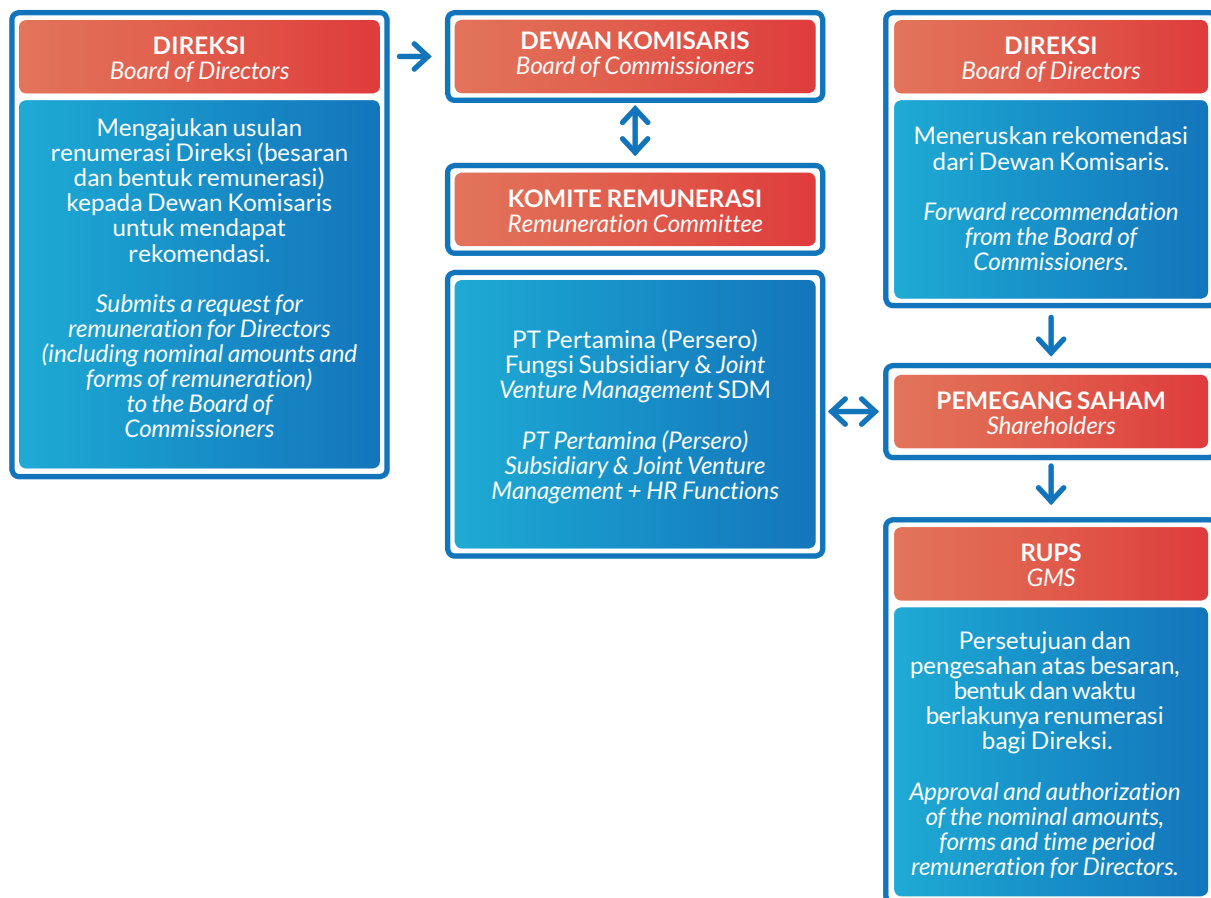 DIREKSI
Board of Directors
Mengajukan usulan
renumerasi Direksi (besaran
dan bentuk remunerasi)
kepada Dewan Komisaris
untuk mendapat
rekomendasi.
Submits a request for
remuneration for Directors
(including nominal amounts and
forms of remuneration)
to the Board of
Commissioners
DEWAN KOMISARIS
Board of Commissioners
KOMITE REMUNERASI
Remuneration Committee
PT Pertamina (Persero)
Fungsi Subsidiary & Joint
Venture Management SDM
PT Pertamina (Persero)
Subsidiary & Joint Venture
Management + HR Functions
DIREKSI
Board of Directors
Meneruskan rekomendasi
dari Dewan Komisaris.
Forward recommendation
from the Board of
Commissioners.
PEMEGANG SAHAM
Shareholders
RUPS
GMS
Persetujuan dan
pengesahan atas besaran,
bentuk dan waktu
berlakunya renumerasi
bagi Direksi.
Approval and authorization
of the nominal amounts,
forms and time period
remuneration for Directors.